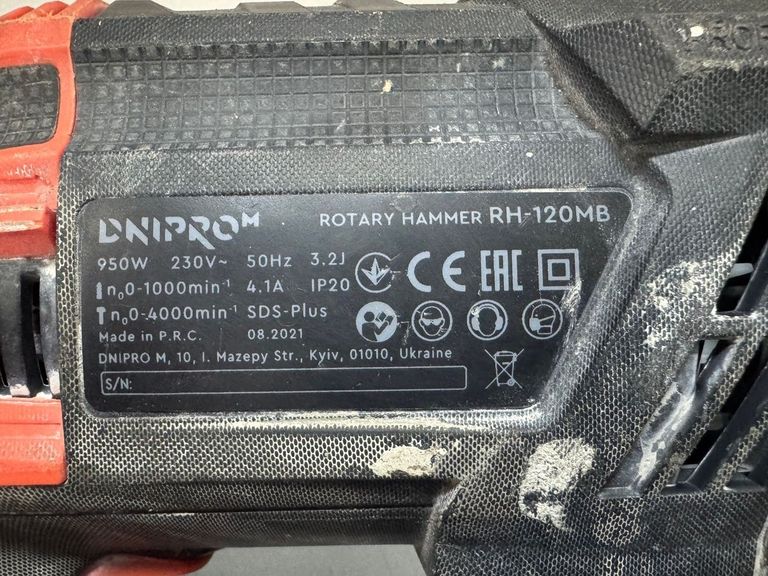 DNIPRO M
ROTARY HAMMER RH-120MB
950W 230V~ 50Hz 3.2J
n₀0-1000min⁻¹ 4.1A IP20
n₀0-4000min⁻¹ SDS-Plus
Made in P.R.C. 08.2021
DNIPRO M, 10, I. Mazepy Str., Kyiv, 01010, Ukraine
S/N:
CE EAC